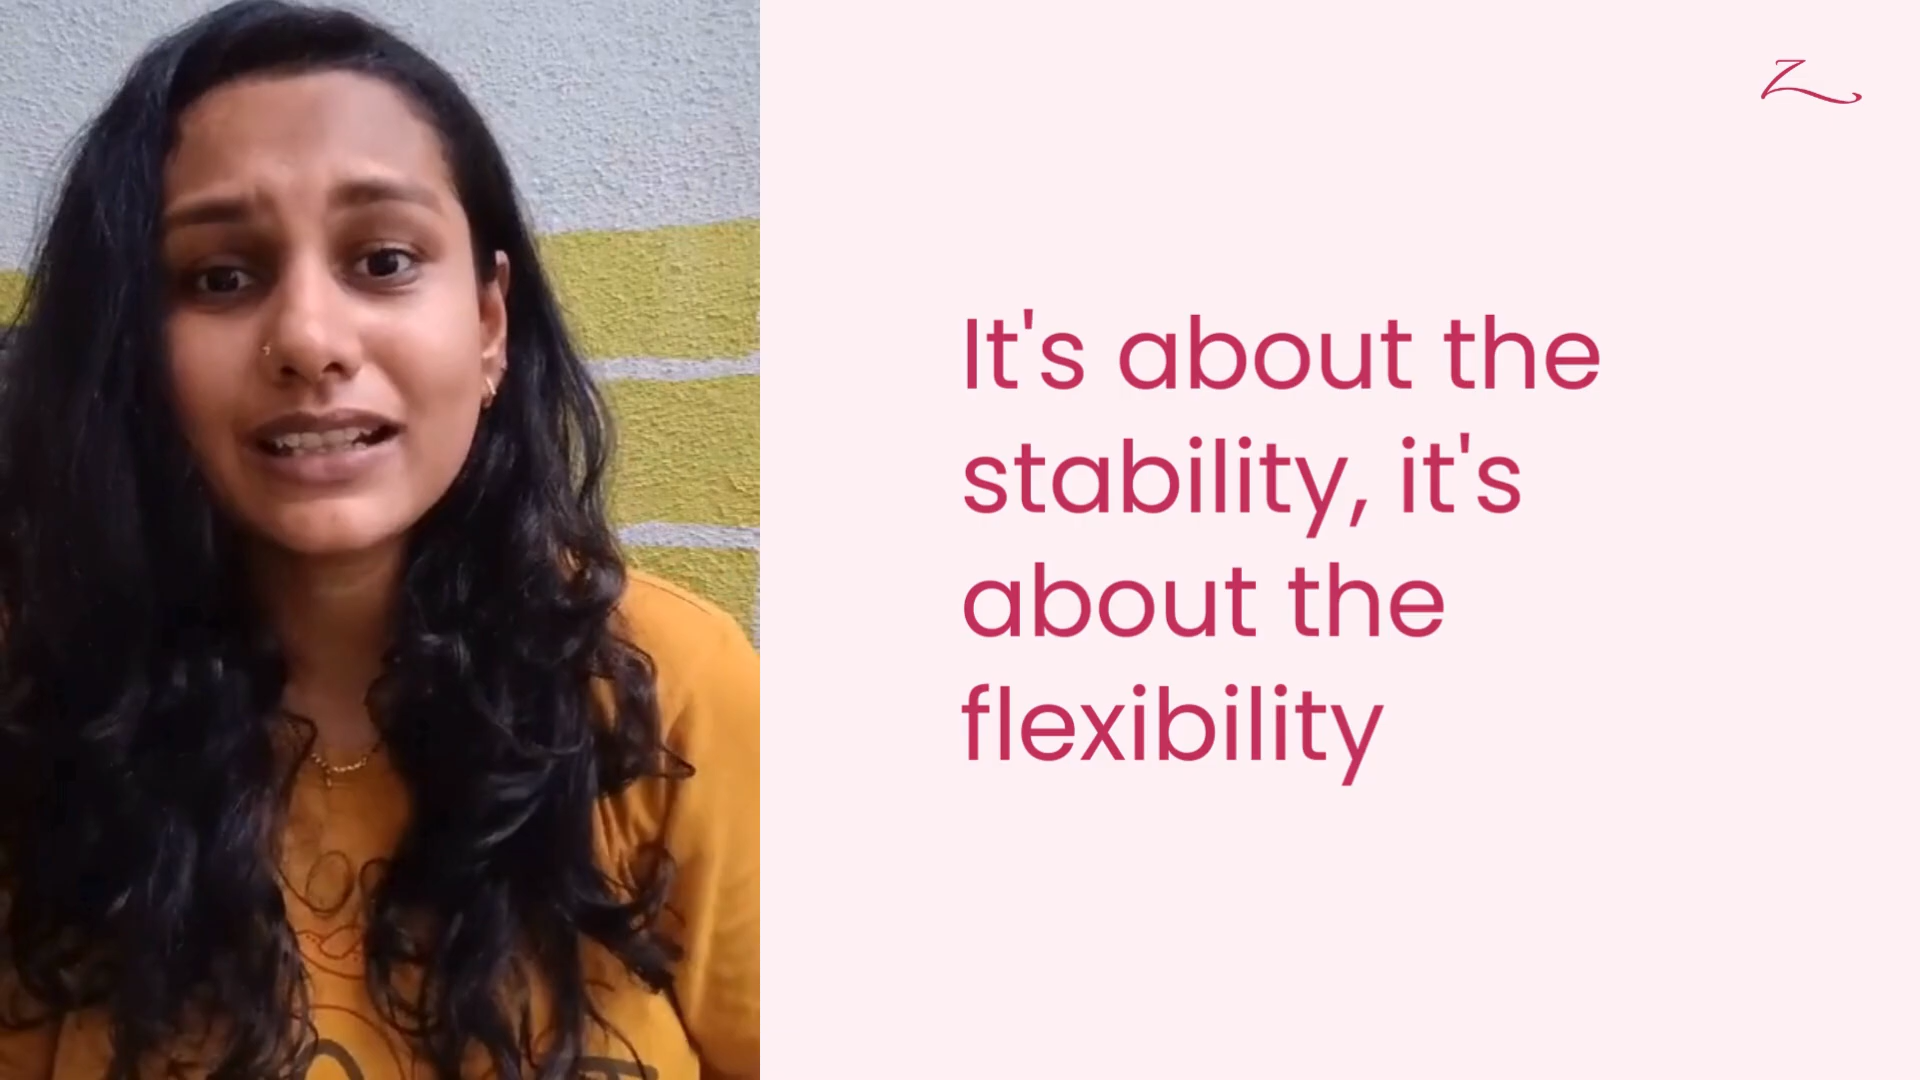 It's about the
stability, it's
about the
flexibility